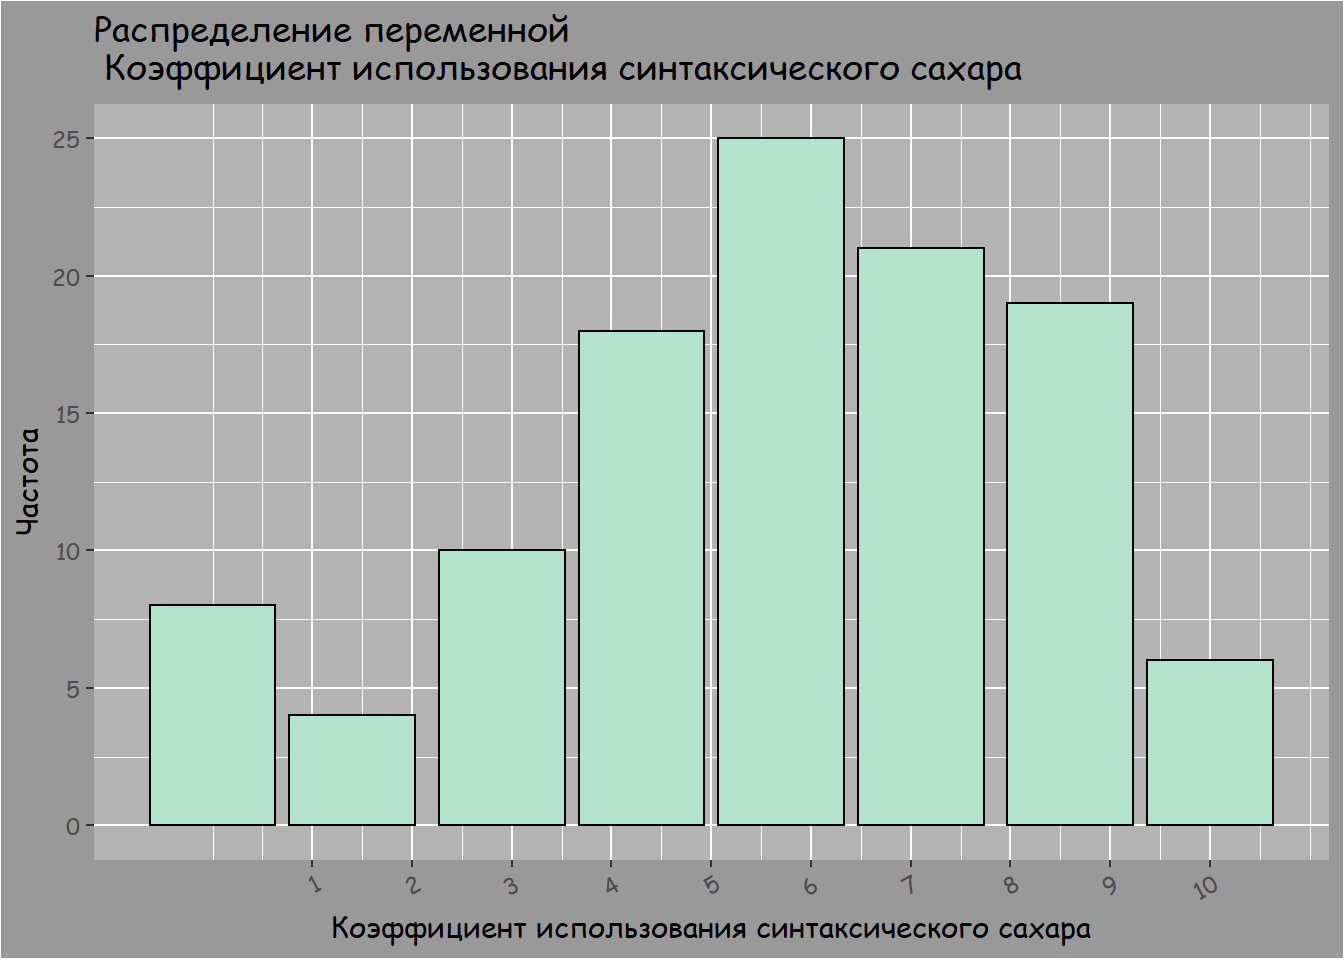 Распределение переменной
Коэффициент использования синтаксического сахара
25
20
15
10
5
0
Частота
1 2 3 4 5 6 7 8 9 10
Коэффициент использования синтаксического сахара